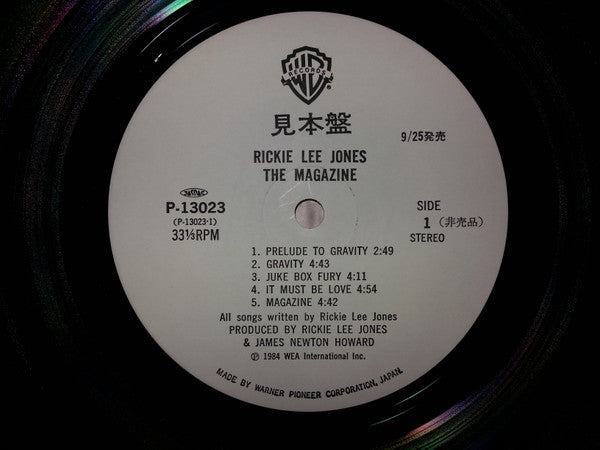 RECORDS
見本盤
9/25発売
RICKIE LEE JONES
THE MAGAZINE
P-13023
(P-13023-1)
33⅓RPM
SIDE
1 (非売品)
STEREO
1. PRELUDE TO GRAVITY 2:49
2. GRAVITY 4:43
3. JUKE BOX FURY 4:11
4. IT MUST BE LOVE 4:54
5. MAGAZINE 4:42
All songs written by Rickie Lee Jones
PRODUCED BY RICKIE LEE JONES
& JAMES NEWTON HOWARD
Ⓟ 1984 WEA International Inc.
MADE BY WARNER PIONEER CORPORATION, JAPAN.